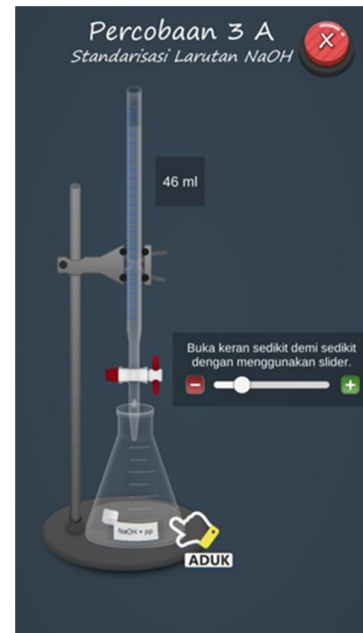 Percobaan 3 A
Standarisasi Larutan NaOH
X
46 ml
Buka keran sedikit demi sedikit
dengan menggunakan slider.
NaOH + pp
ADUK